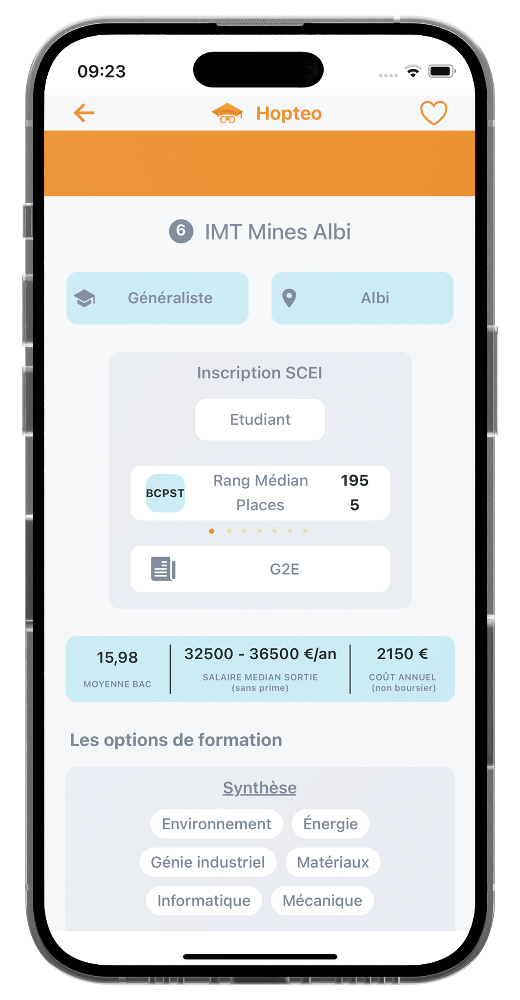 09:23
Hopteo
6 IMT Mines Albi
Généraliste
Albi
Inscription SCEI
Etudiant
BCPST
Rang Médian 195
Places 5
G2E
15,98
MOYENNE BAC
32500 - 36500 €/an
SALAIRE MEDIAN SORTIE
(sans prime)
2150 €
COÛT ANNUEL
(non boursier)
Les options de formation
Synthèse
Environnement
Énergie
Génie industriel
Matériaux
Informatique
Mécanique